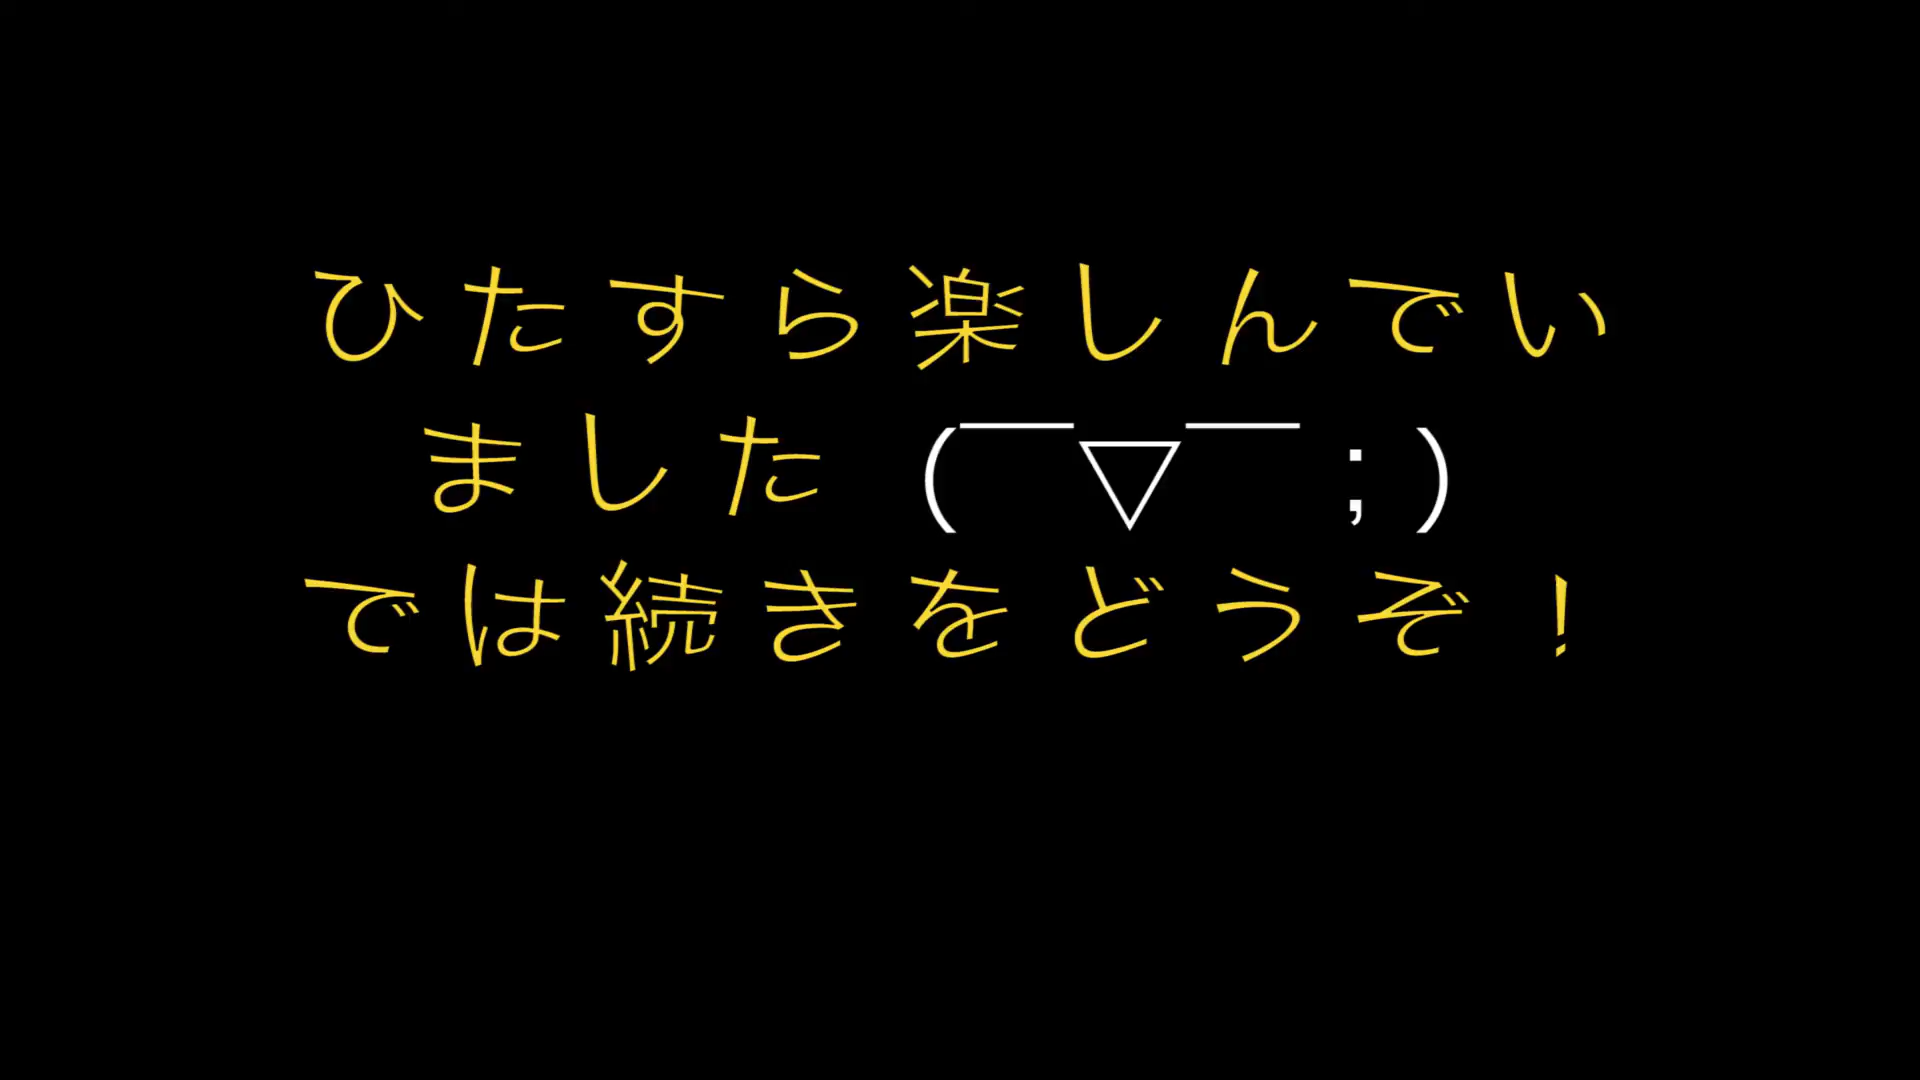 ひたすら楽しんでい
ました（￣▽￣；）
では続きをどうぞ！